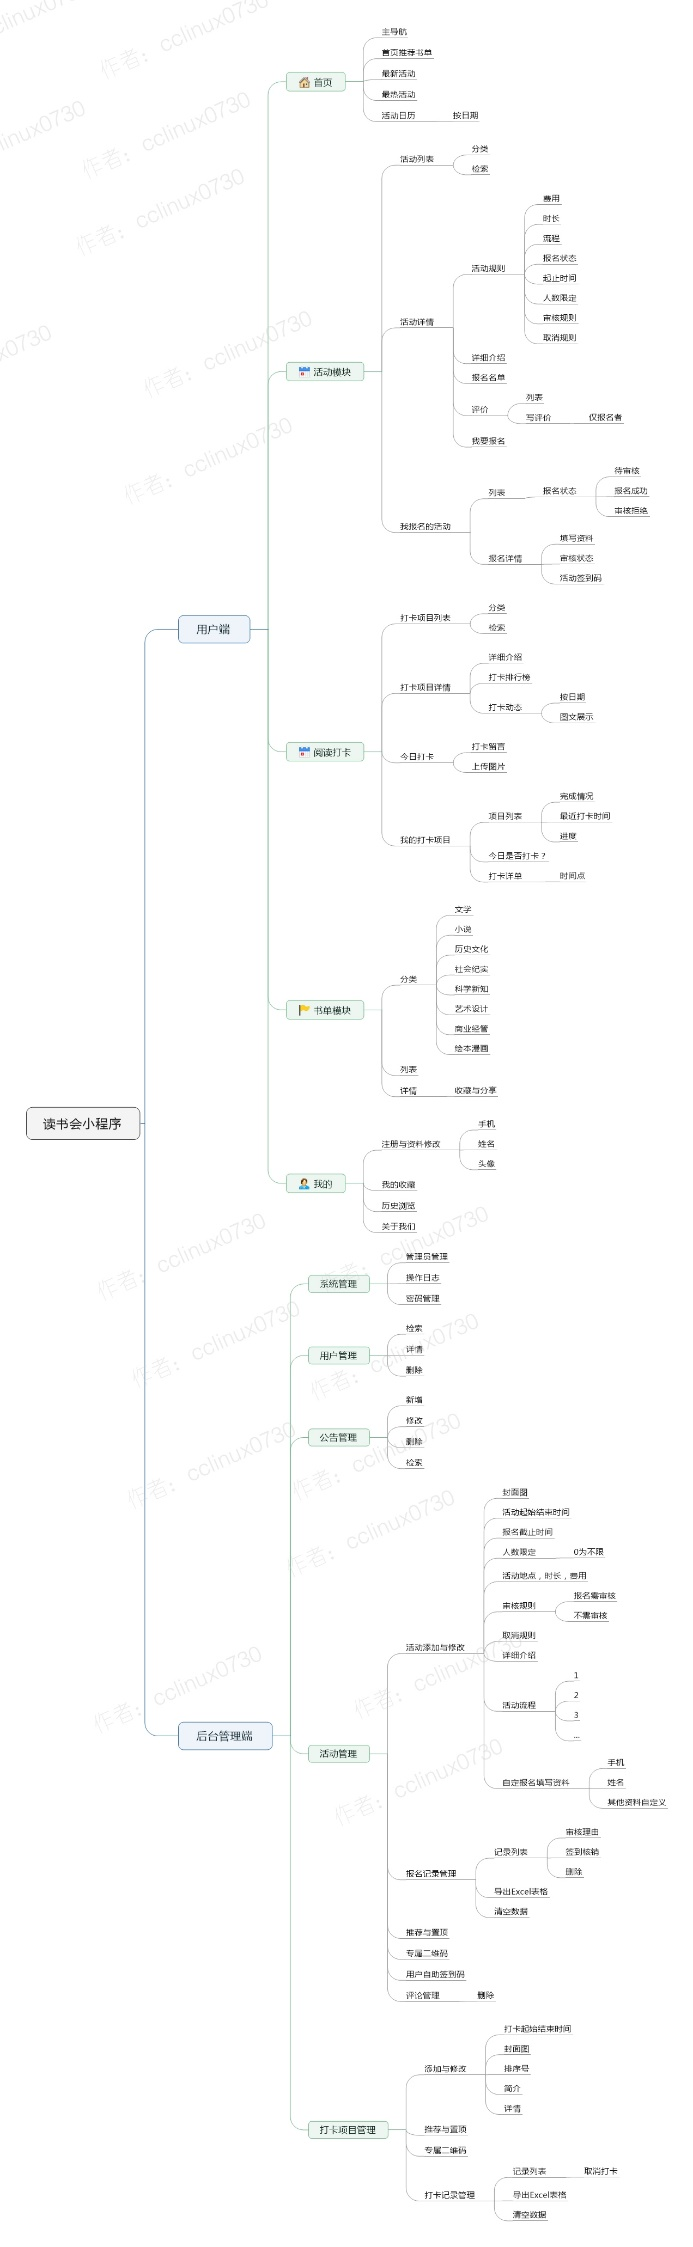 读书会小程序
用户端
首页
主导航
首页推荐书单
最新活动
最热活动
活动日历
按日期
活动模块
活动列表
分类
检索
活动详情
活动规则
费用
时长
流程
报名状态
起止时间
人数限定
审核规则
取消规则
详细介绍
报名名单
评价
列表
写评价
仅报名者
我要报名
我报名的活动
列表
报名状态
待审核
报名成功
审核拒绝
报名详情
填写资料
审核状态
活动签到码
阅读打卡
打卡项目列表
分类
检索
打卡项目详情
详细介绍
打卡排行榜
打卡动态
按日期
图文展示
今日打卡
打卡留言
上传图片
我的打卡项目
项目列表
完成情况
最近打卡时间
进度
今日是否打卡？
打卡详单
时间点
书单模块
分类
文学
小说
历史文化
社会纪实
科学新知
艺术设计
商业经管
绘本漫画
列表
详情
收藏与分享
我的
注册与资料修改
手机
姓名
头像
我的收藏
历史浏览
关于我们
后台管理端
系统管理
管理员管理
操作日志
密码管理
用户管理
检索
详情
删除
公告管理
新增
修改
删除
检索
活动管理
活动添加与修改
封面图
活动起始结束时间
报名截止时间
人数限定
0为不限
活动地点，时长，费用
审核规则
报名需审核
不需审核
取消规则
详细介绍
活动流程
1
2
3
...
自定报名填写资料
手机
姓名
其他资料自定义
报名记录管理
记录列表
审核理由
签到核销
删除
导出Excel表格
清空数据
推荐与置顶
专属二维码
用户自助签到码
评论管理
删除
打卡项目管理
添加与修改
打卡起始结束时间
封面图
排序号
简介
详情
推荐与置顶
专属二维码
打卡记录管理
记录列表
取消打卡
导出Excel表格
清空数据
作者：cclinux0730